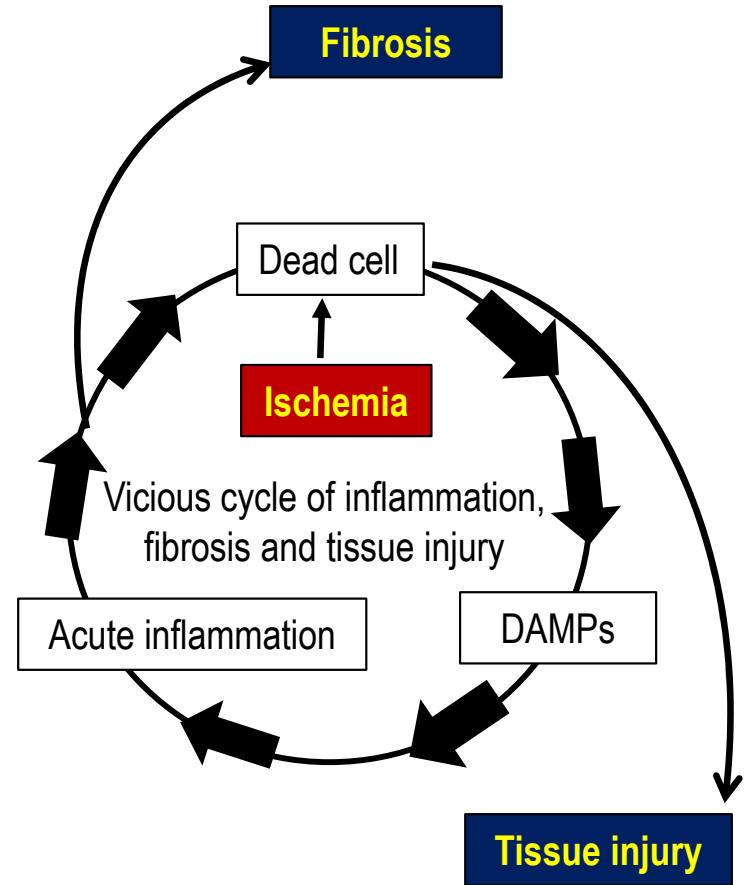 Fibrosis
Dead cell
Ischemia
Vicious cycle of inflammation,
fibrosis and tissue injury
Acute inflammation
DAMPs
Tissue injury